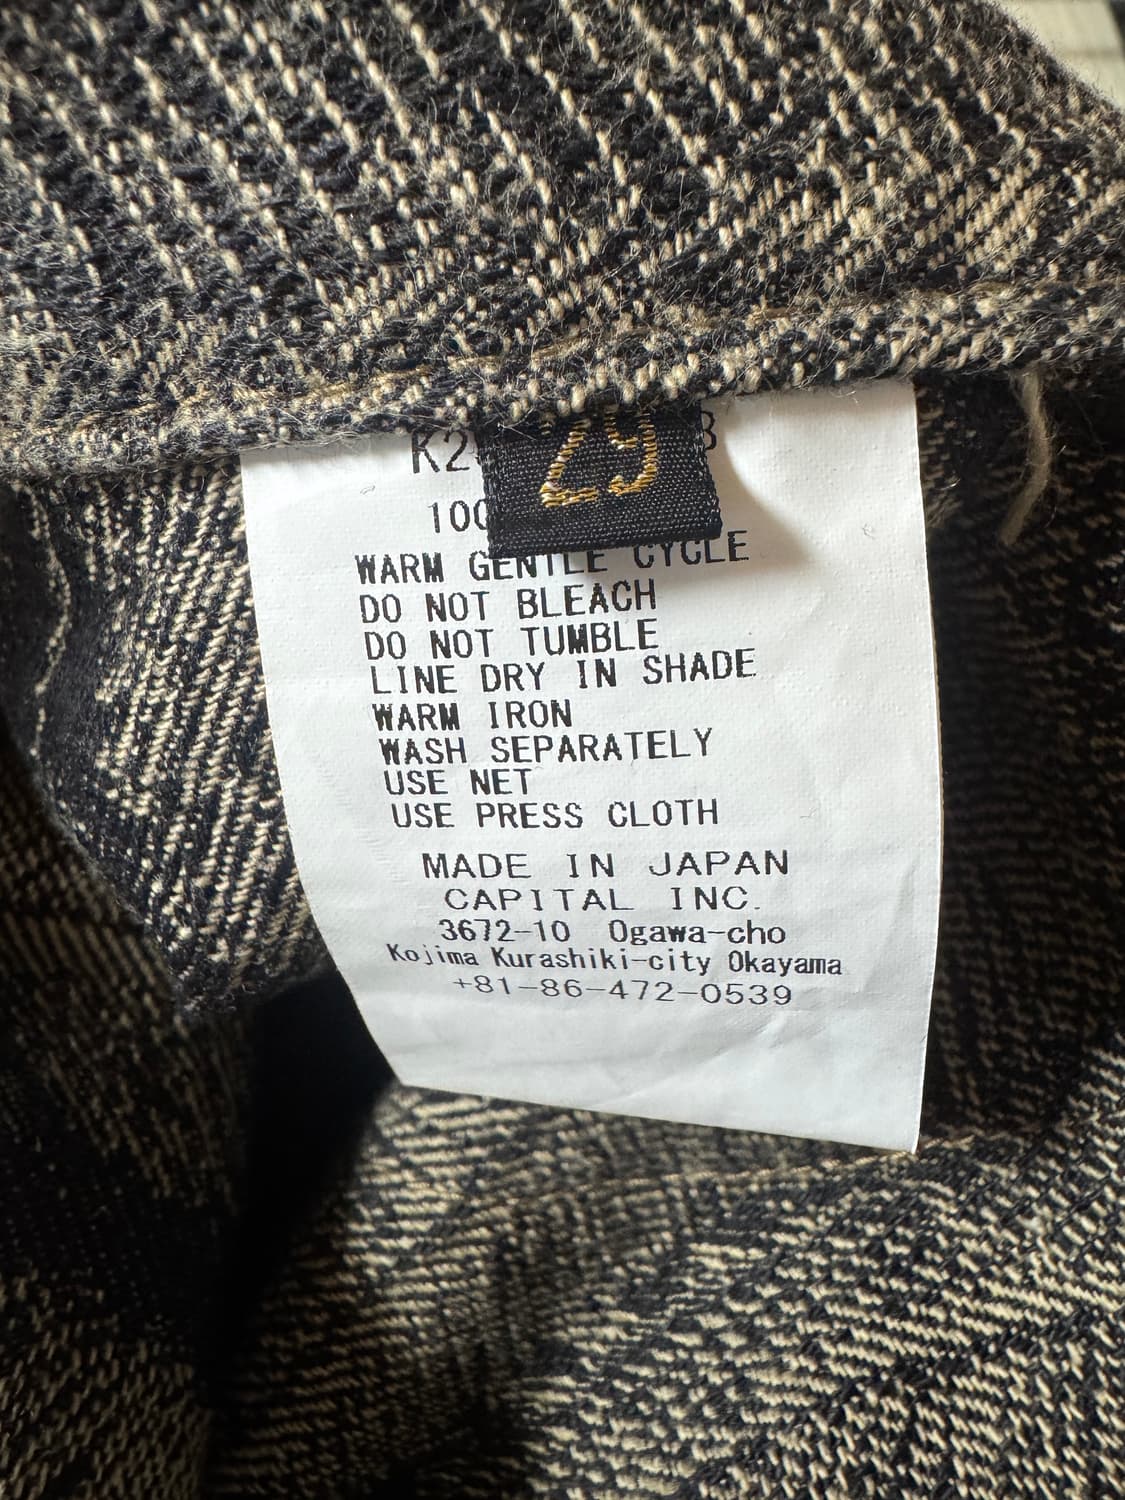 29
WARM GENTLE CYCLE
DO NOT BLEACH
DO NOT TUMBLE
LINE DRY IN SHADE
WARM IRON
WASH SEPARATELY
USE NET
USE PRESS CLOTH
MADE IN JAPAN
CAPITAL INC.
3672-10 Ogawa-cho
Kojima Kurashiki-city Okayama
+81-86-472-0539